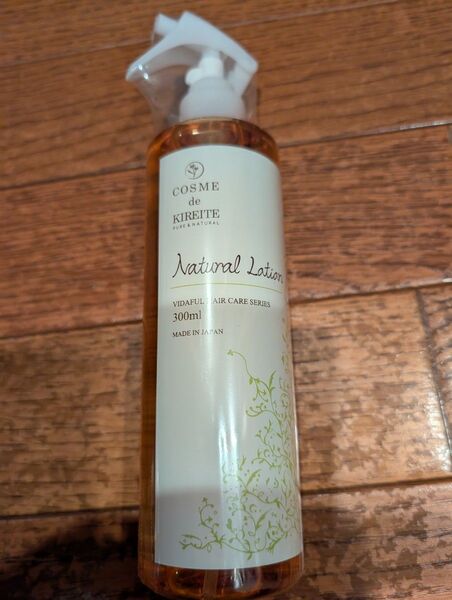 COSME
de
KIREITE
PURE & NATURAL
Natural Lotion
VIDAFUL HAIR CARE SERIES
300ml
MADE IN JAPAN